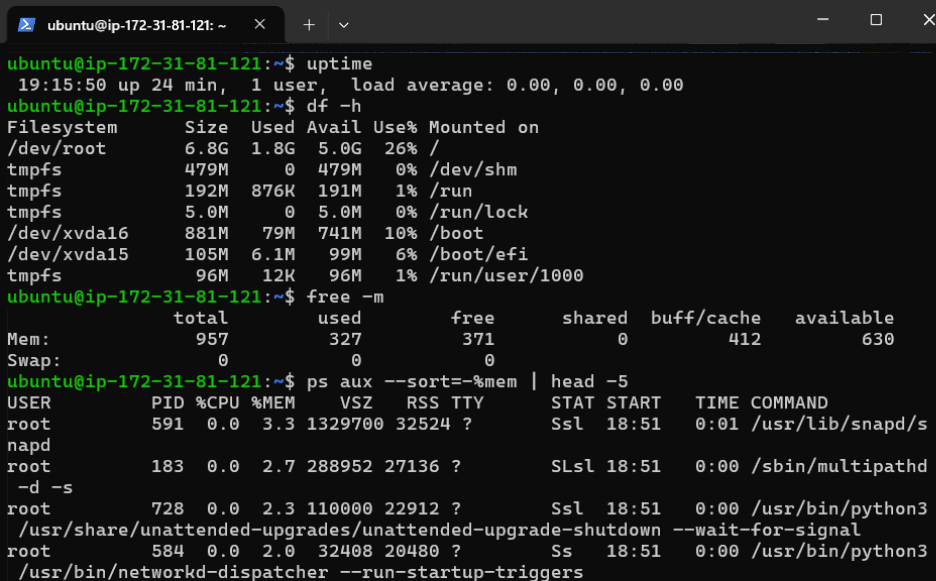 ubuntu@ip-172-31-81-121: ~
ubuntu@ip-172-31-81-121:~$ uptime
 19:15:50 up 24 min,  1 user,  load average: 0.00, 0.00, 0.00
ubuntu@ip-172-31-81-121:~$ df -h
Filesystem      Size  Used Avail Use% Mounted on
/dev/root       6.8G  1.8G  5.0G  26% /
tmpfs           479M     0  479M   0% /dev/shm
tmpfs           192M  876K  191M   1% /run
tmpfs           5.0M     0  5.0M   0% /run/lock
/dev/xvda16     881M   79M  741M  10% /boot
/dev/xvda15     105M  6.1M   99M   6% /boot/efi
tmpfs            96M   12K   96M   1% /run/user/1000
ubuntu@ip-172-31-81-121:~$ free -m
               total        used        free      shared  buff/cache   available
Mem:             957         327         371           0         412         630
Swap:              0           0           0
ubuntu@ip-172-31-81-121:~$ ps aux --sort=-%mem | head -5
USER         PID %CPU %MEM    VSZ   RSS TTY      STAT START   TIME COMMAND
root         591  0.0  3.3 1329700 32524 ?       Ssl  18:51   0:01 /usr/lib/snapd/s
napd
root         183  0.0  2.7 288952 27136 ?        SLsl 18:51   0:00 /sbin/multipathd
 -d -s
root         728  0.0  2.3 110000 22912 ?        Ssl  18:51   0:00 /usr/bin/python3
 /usr/share/unattended-upgrades/unattended-upgrade-shutdown --wait-for-signal
root         584  0.0  2.0  32408 20480 ?        Ss   18:51   0:00 /usr/bin/python3
 /usr/bin/networkd-dispatcher --run-startup-triggers